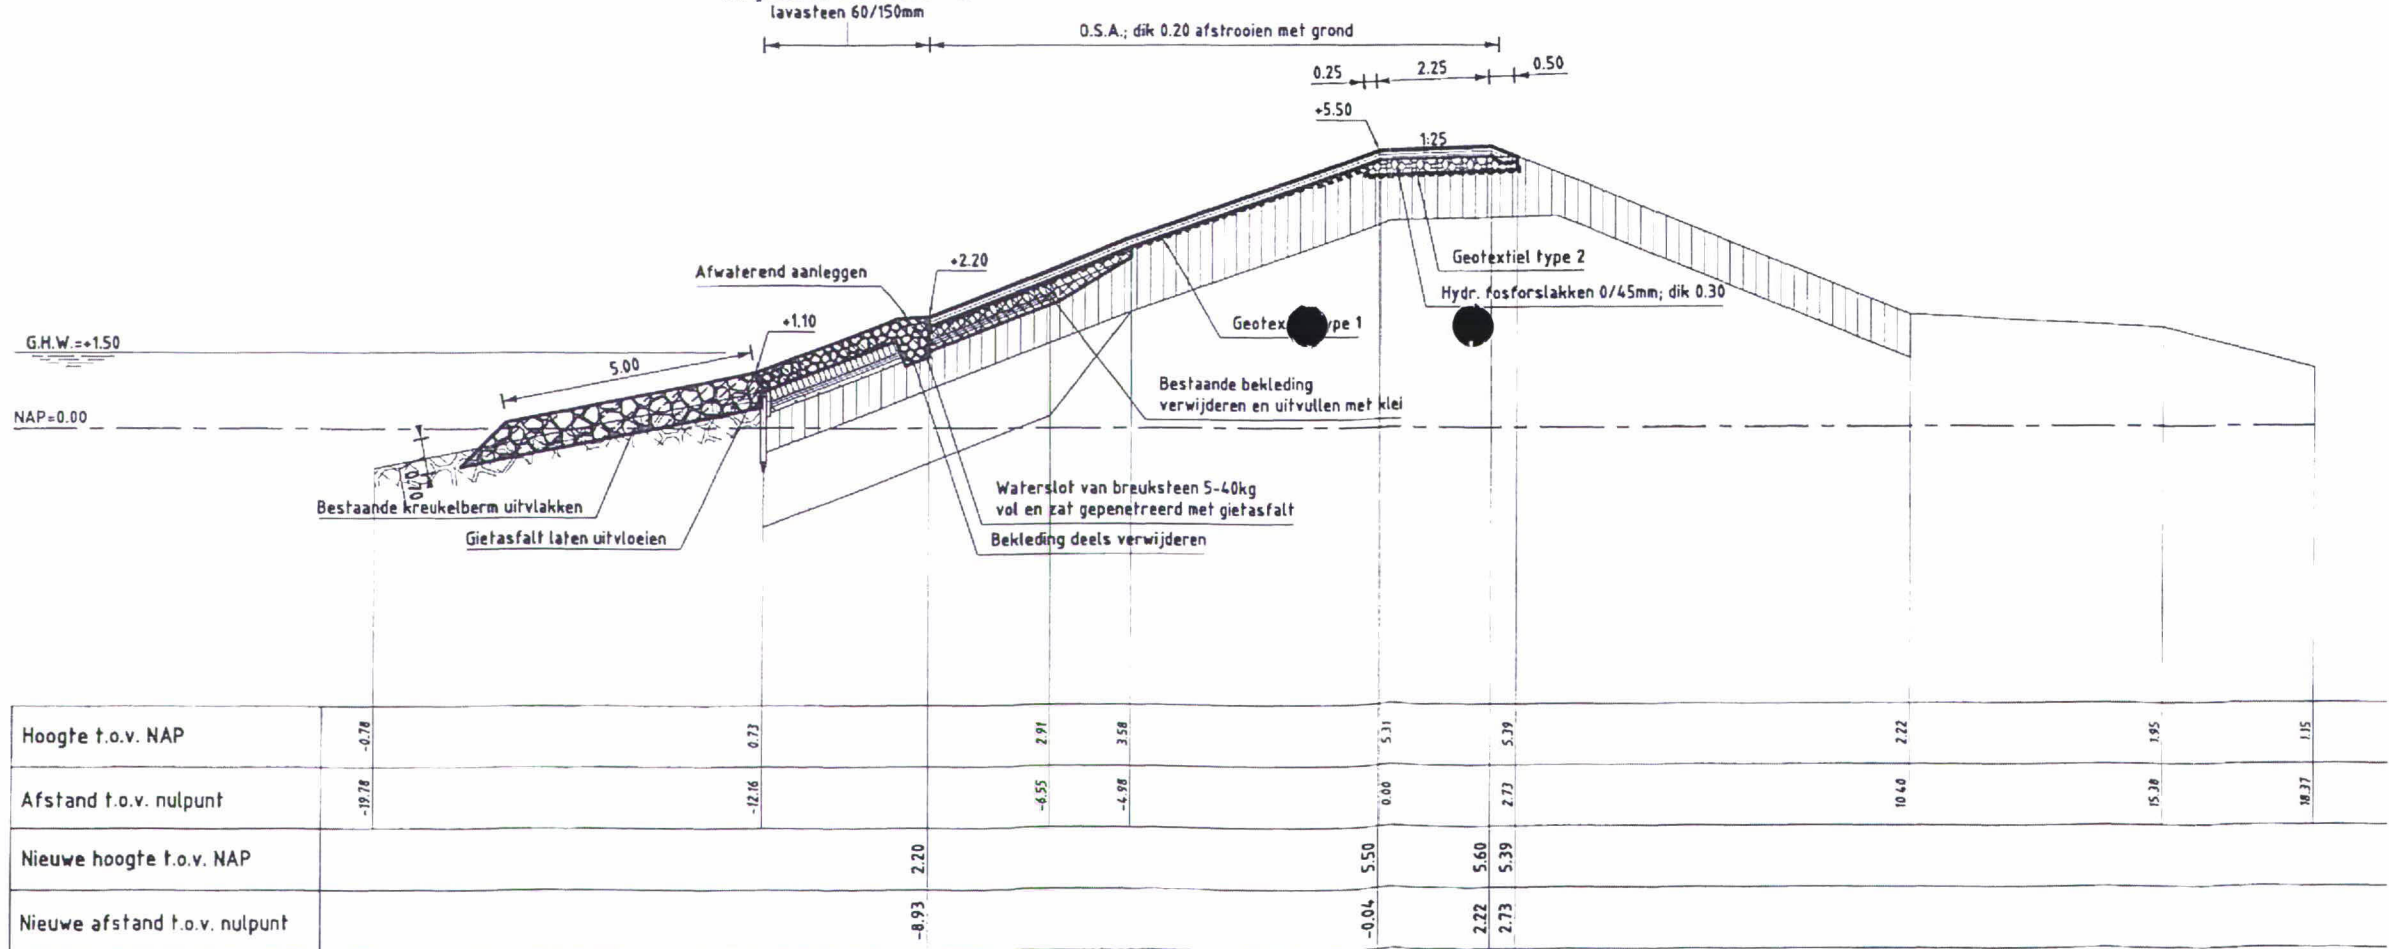 lavasteen 60/150mm
O.S.A.; dik 0.20 afstrooien met grond
0.25
2.25
0.50
+5.50
1:25
Geotextiel type 2
Hydr. fosforslakken 0/45mm; dik 0.30
Afwaterend aanleggen
+2.20
+1.10
ype 1
G.H.W.=+1.50
5.00
Bestaande bekleding
verwijderen en uitvullen met klei
NAP=0.00
0.70
Waterslot van breuksteen 5-40kg
vol en zat gepenetreerd met gietasfalt
Bestaande kreukelberm uitvlakken
Gietasfalt laten uitvloeien
Bekleding deels verwijderen
Hoogte t.o.v. NAP -0.78 0.73 2.91 3.58 5.31 5.39 2.22 1.95 1.15
Afstand t.o.v. nulpunt -19.78 -12.16 -6.55 -4.98 0.00 2.73 10.40 15.38 18.37
Nieuwe hoogte t.o.v. NAP 2.20 5.50 5.60 5.39
Nieuwe afstand t.o.v. nulpunt -8.93 -0.04 2.22 2.73